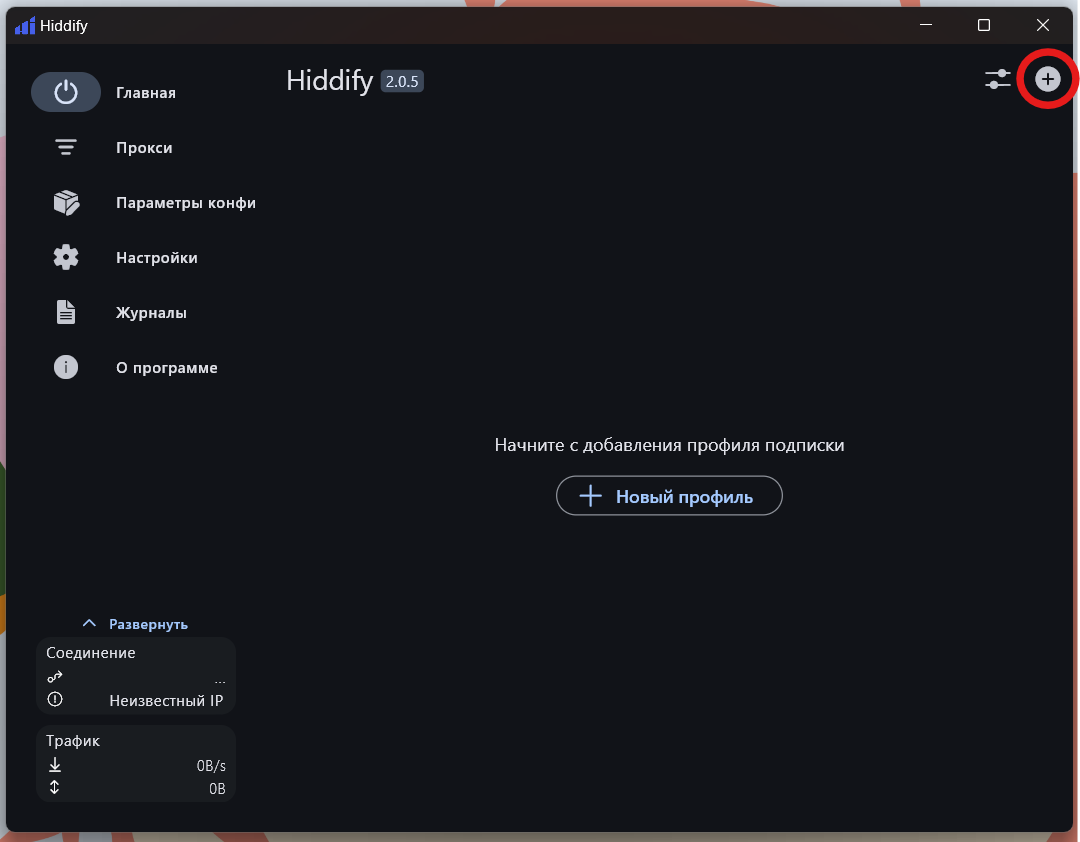 Hiddify
Hiddify 2.0.5
Главная
Прокси
Параметры конфи
Настройки
Журналы
О программе
Начните с добавления профиля подписки
Новый профиль
Развернуть
Соединение
...
Неизвестный IP
Трафик
0B/s
0B